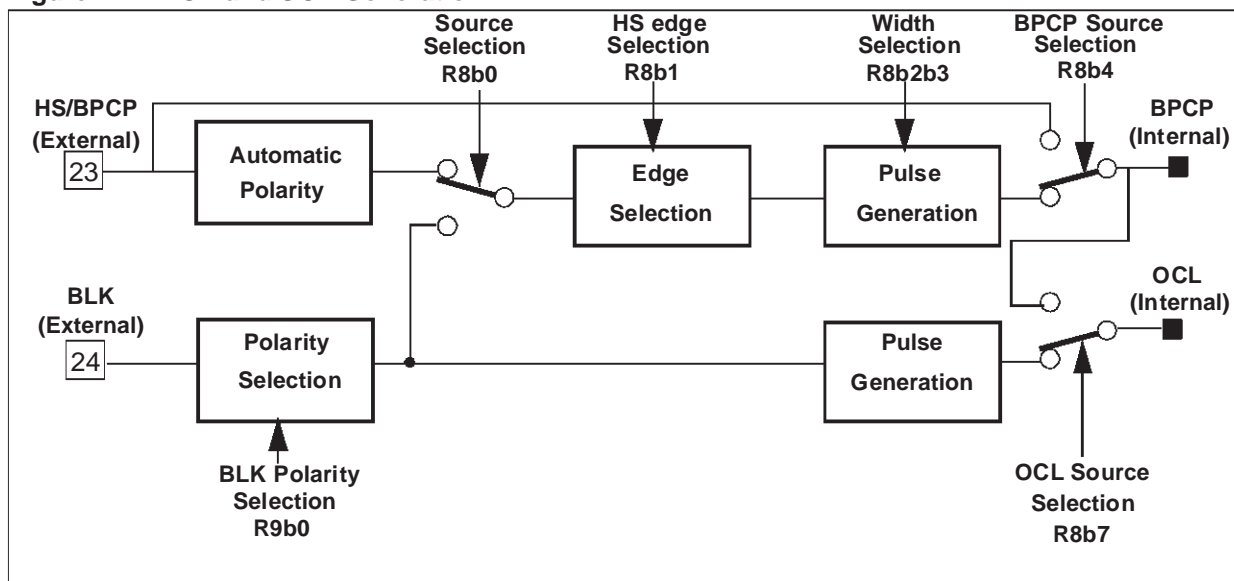 Source
Selection
R8b0
HS edge
Selection
R8b1
Width
Selection
R8b2b3
BPCP Source
Selection
R8b4
HS/BPCP
(External)
23
Automatic
Polarity
Edge
Selection
Pulse
Generation
BPCP
(Internal)
BLK
(External)
24
Polarity
Selection
Pulse
Generation
OCL
(Internal)
BLK Polarity
Selection
R9b0
OCL Source
Selection
R8b7